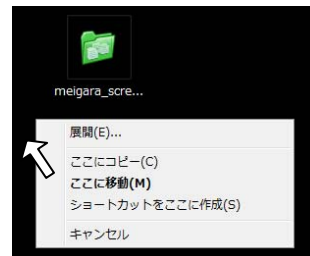 meigara_scre...
展開(E)...
ここにコピー(C)
ここに移動(M)
ショートカットをここに作成(S)
キャンセル